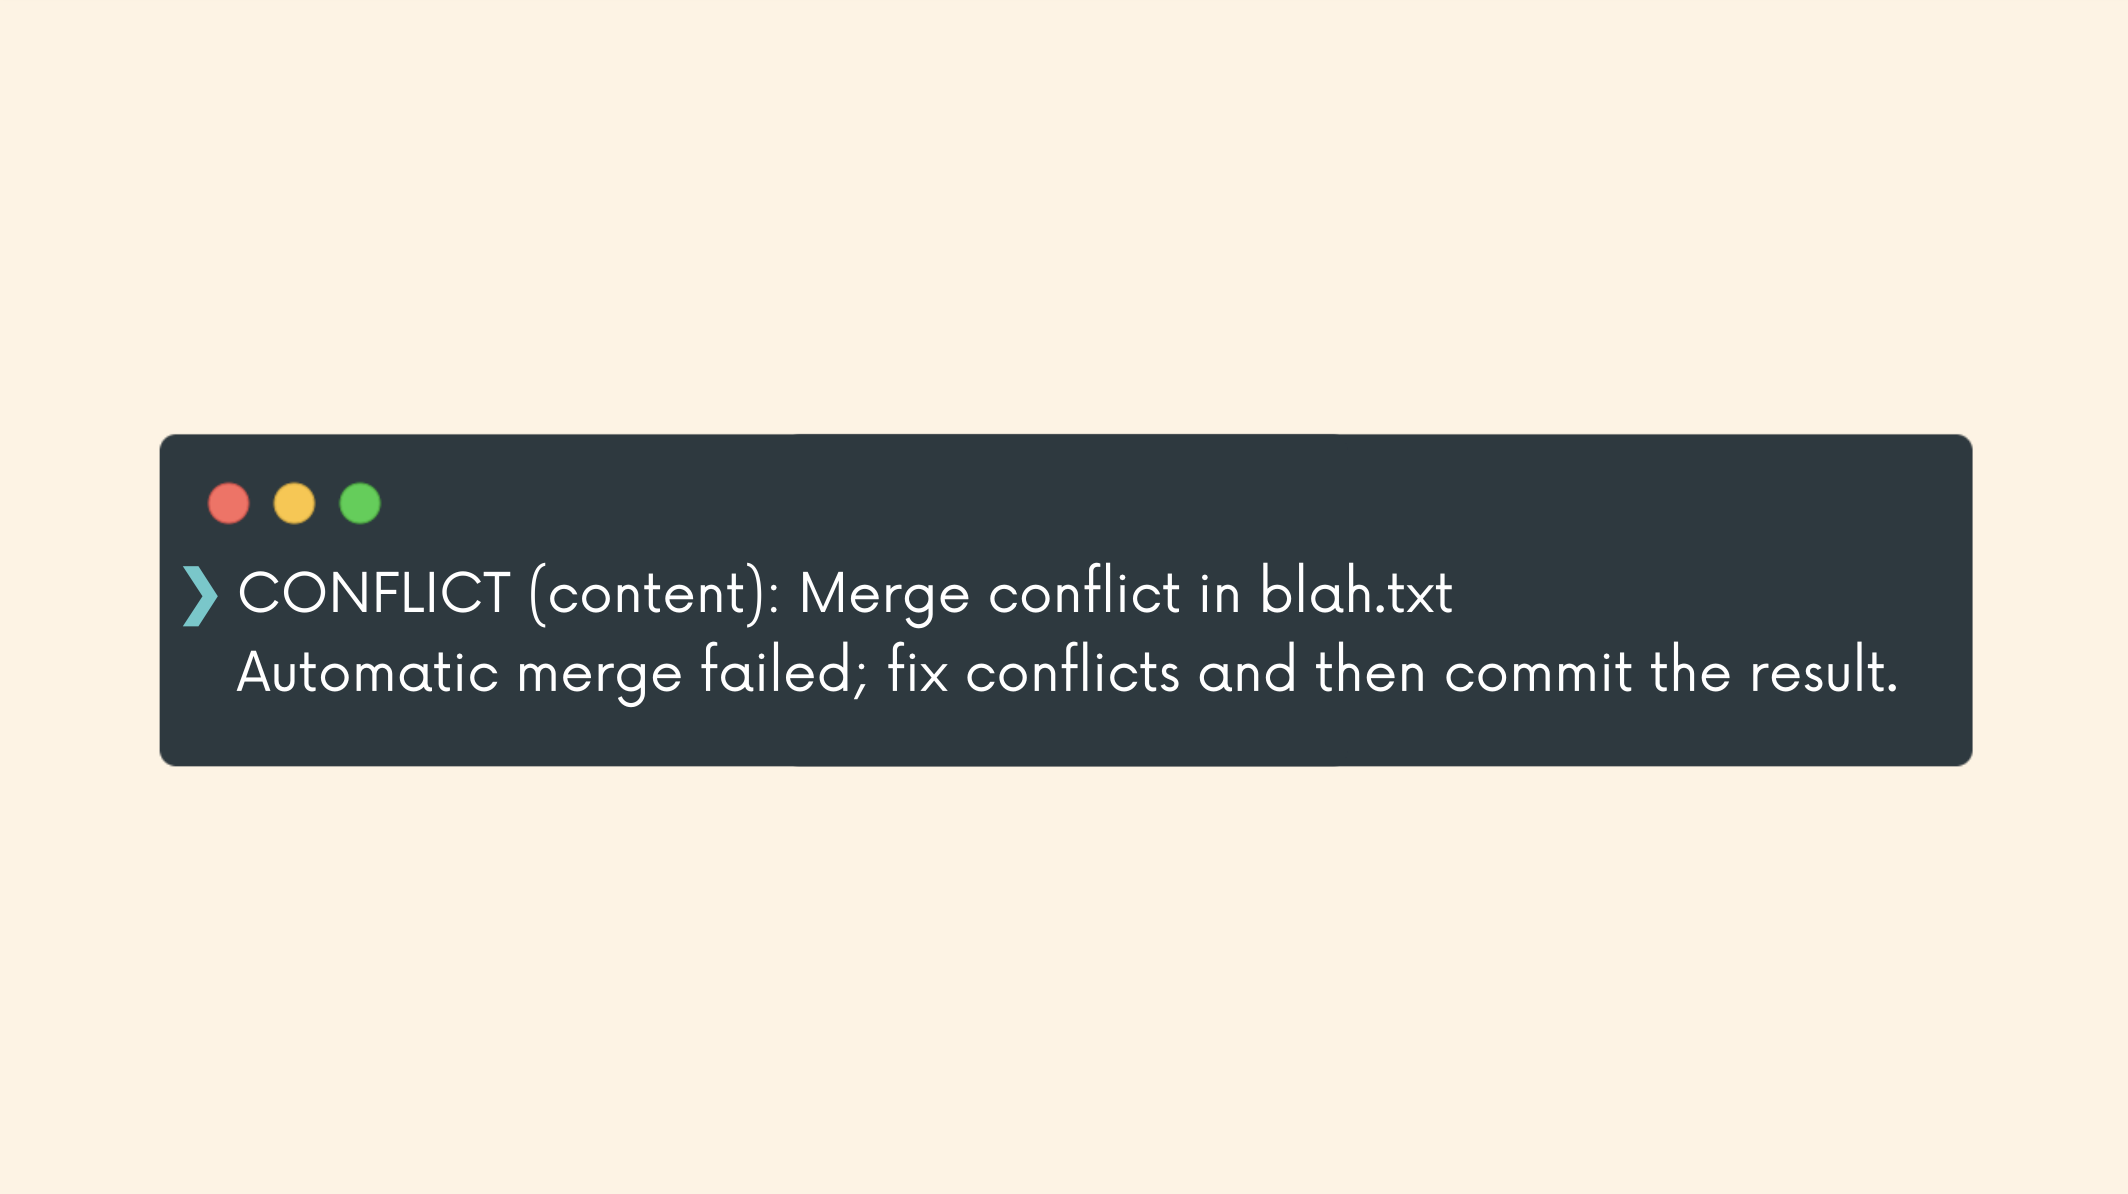 CONFLICT (content): Merge conflict in blah.txt
Automatic merge failed; fix conflicts and then commit the result.